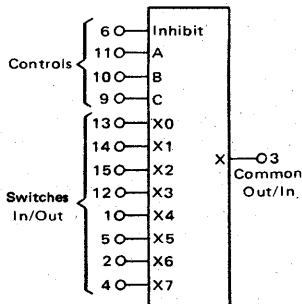 Controls
6 Inhibit
11 A
10 B
9 C
Switches
In/Out
13 X0
14 X1
15 X2
12 X3
1 X4
5 X5
2 X6
4 X7
X 3
Common
Out/In